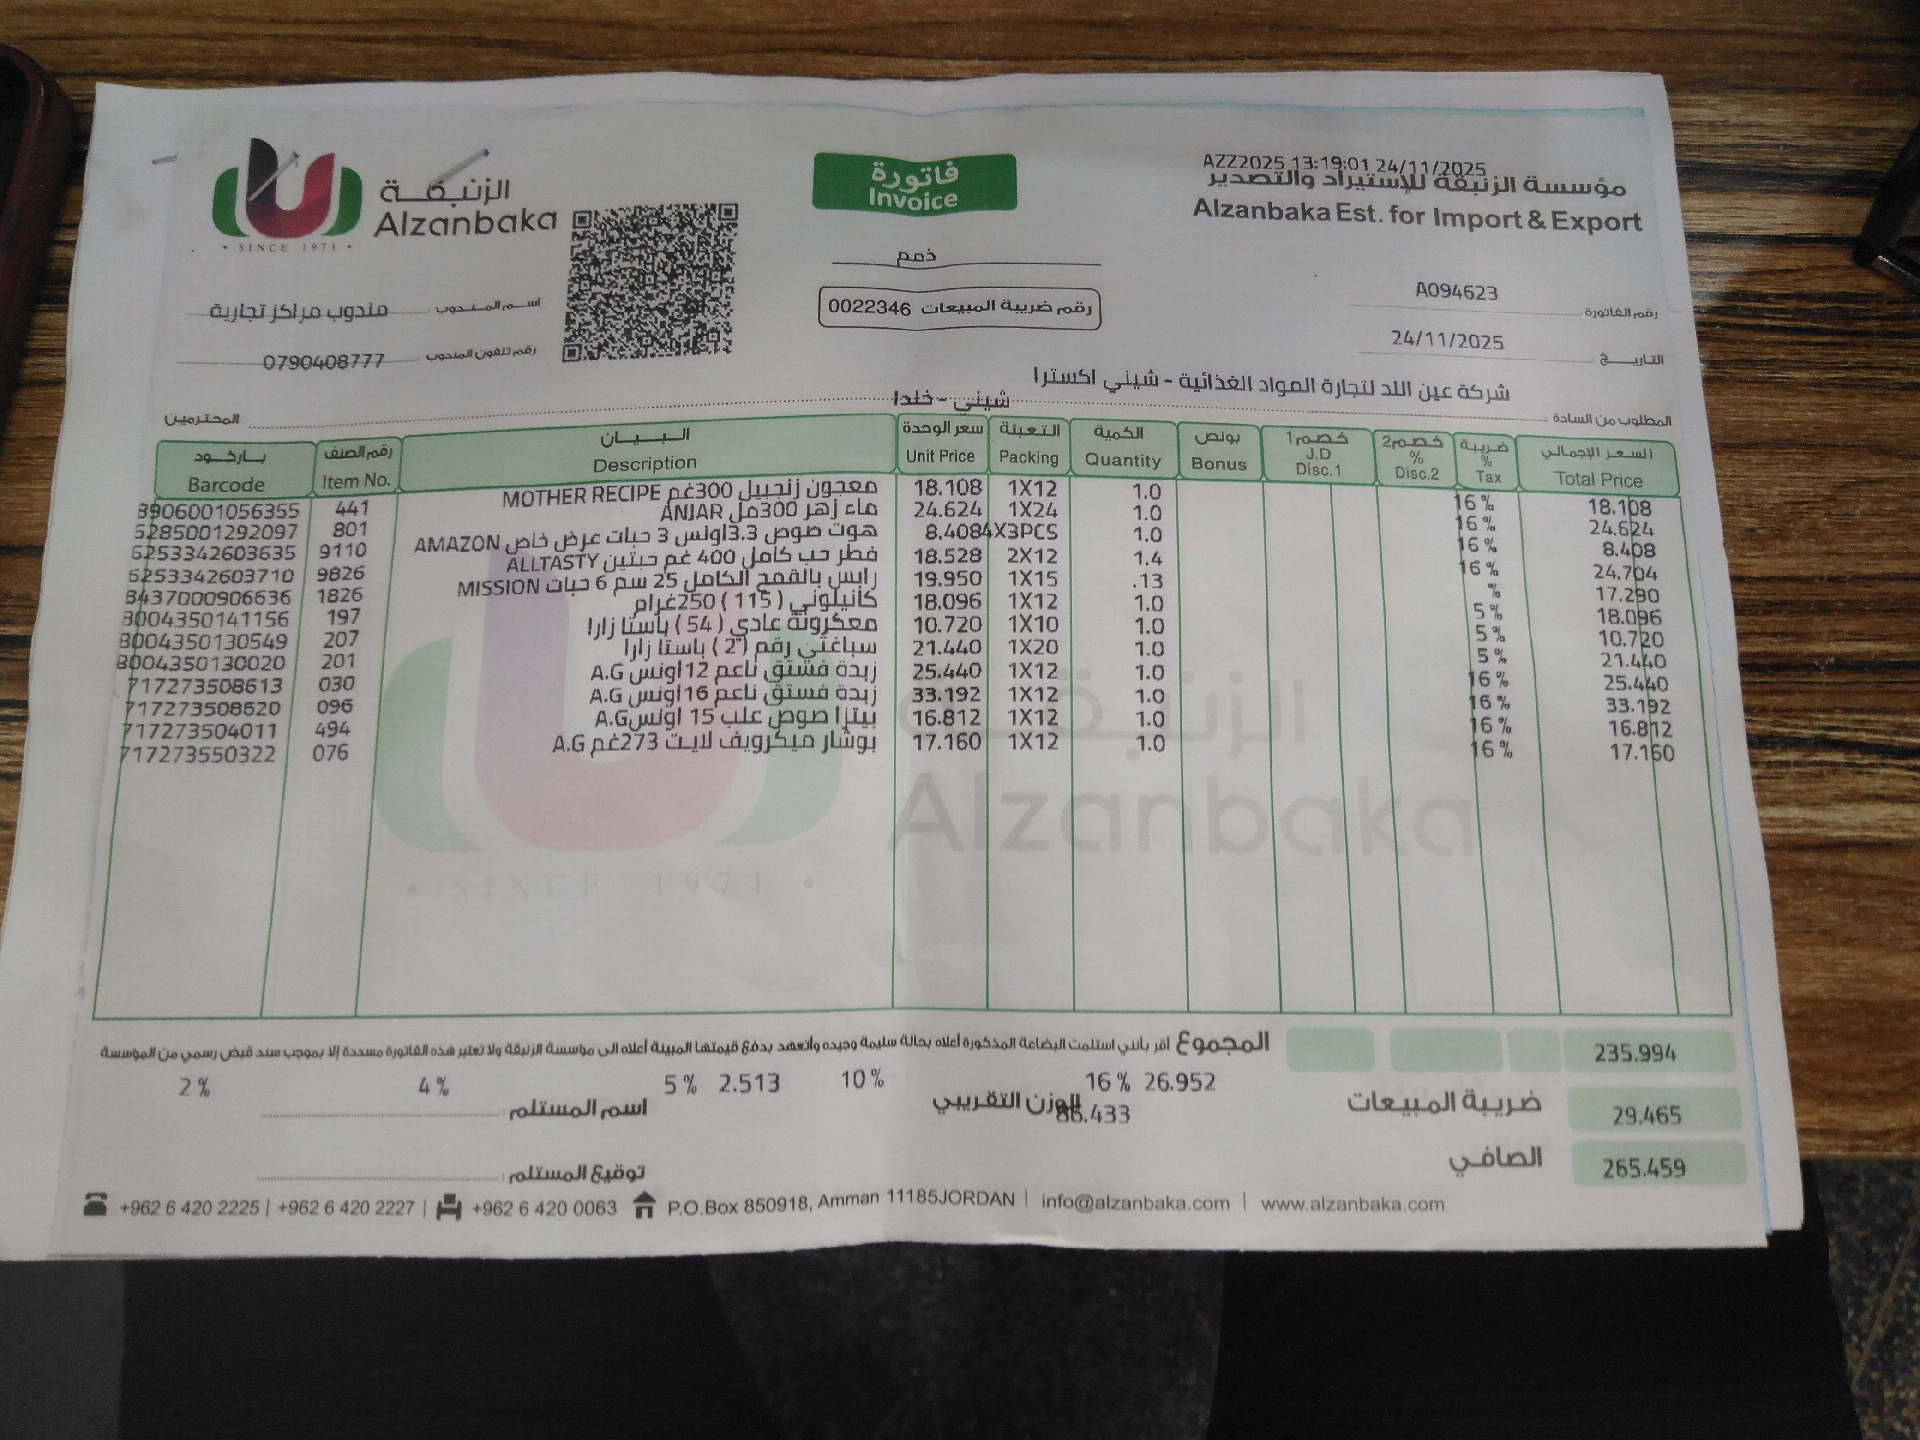 الزنبقة
Alzanbaka
• SINCE 1971 •
فاتورة
Invoice
AZZ2025 13:19:01 24/11/2025
مؤسسة الزنبقة للإستيراد والتصدير
Alzanbaka Est. for Import & Export
ذمم
رقم ضريبة المبيعات 0022346
A094623 رقم الفاتورة
24/11/2025 التاريخ
اسم المندوب مندوب مراكز تجارية
رقم تلفون المندوب 0790408777
شركة عين اللد لتجارة المواد الغذائية - شيني اكسترا
المطلوب من السادة شيني - خلدا المحترمين
باركود رقم الصنف البيان سعر الوحدة التعبئة الكمية بونص خصم1 خصم2 ضريبة السعر الإجمالي
Barcode Item No. Description Unit Price Packing Quantity Bonus J.D Disc.1 % Disc.2 % Tax Total Price
8906001056355 441 معجون زنجبيل 300غم MOTHER RECIPE 18.108 1X12 1.0 16 % 18.108
6285001292097 801 ماء زهر 300مل ANJAR 24.624 1X24 1.0 16 % 24.624
6253342603635 9110 هوت صوص 3.3اونس 3 حبات عرض خاص AMAZON 8.408 4X3PCS 1.0 16 % 8.408
6253342603710 9826 فطر حب كامل 400 غم حبتين ALLTASTY 18.528 2X12 1.4 16 % 24.704
8437000906636 1826 رابس بالقمح الكامل 25 سم 6 حبات MISSION 19.950 1X15 .13 % 17.290
8004350141156 197 كانيلوني ( 115 ) 250غرام 18.096 1X12 1.0 5 % 18.096
8004350130549 207 معكرونة عادي ( 54 ) باستا زارا 10.720 1X10 1.0 5 % 10.720
8004350130020 201 سباغتي رقم ( 2 ) باستا زارا 21.440 1X20 1.0 5 % 21.440
717273508613 030 زبدة فستق ناعم 12اونس A.G 25.440 1X12 1.0 16 % 25.440
717273508620 096 زبدة فستق ناعم 16اونس A.G 33.192 1X12 1.0 16 % 33.192
717273504011 494 بيتزا صوص علب 15 اونس A.G 16.812 1X12 1.0 16 % 16.812
717273550322 076 بوشار ميكرويف لايت 273غم A.G 17.160 1X12 1.0 16 % 17.160
الزنبقة
Alzanbaka
• SINCE 1971 •
المجموع 235.994
أقر بأنني استلمت البضاعة المذكورة أعلاه بحالة سليمة وجيده وأتعهد بدفع قيمتها المبينة أعلاه الى مؤسسة الزنبقة ولا تعتبر هذه الفاتورة مسددة إلا بموجب سند قبض رسمي من المؤسسة
2 % 4 % 5 % 2.513 10 % 16 % 26.952
ضريبة المبيعات 29.465
الوزن التقريبي 86.433
اسم المستلم:
الصافي 265.459
توقيع المستلم:
+962 6 420 2225 | +962 6 420 2227 | +962 6 420 0063 P.O.Box 850918, Amman 11185JORDAN | info@alzanbaka.com | www.alzanbaka.com